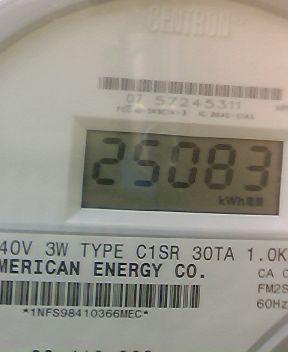 CENTRON
07 57245311
25083
kWh
40V 3W TYPE C1SR 30TA 1.0K
MERICAN ENERGY CO.
CA
FM2S
60Hz
*1NFS98410366MEC*